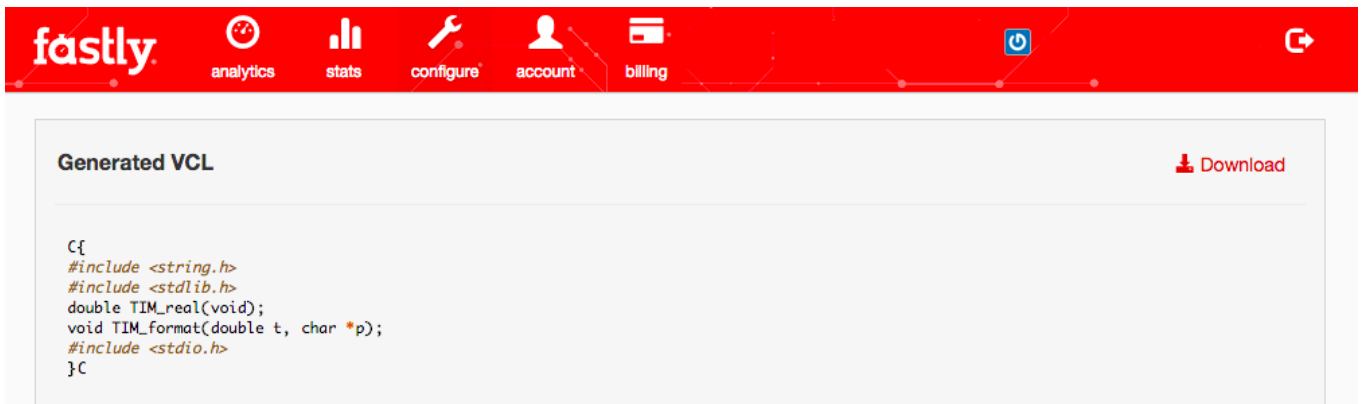 fastly
analytics stats configure account billing
Generated VCL
Download
C{
#include <string.h>
#include <stdlib.h>
double TIM_real(void);
void TIM_format(double t, char *p);
#include <stdio.h>
}C